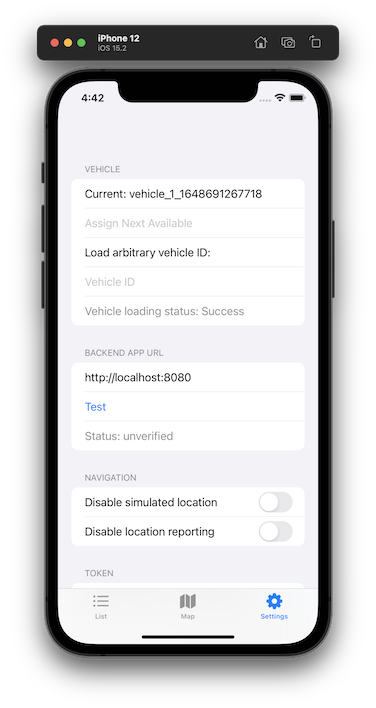 iPhone 12
iOS 15.2
4:42
VEHICLE
Current: vehicle_1_1648691267718
Assign Next Available
Load arbitrary vehicle ID:
Vehicle ID
Vehicle loading status: Success
BACKEND APP URL
http://localhost:8080
Test
Status: unverified
NAVIGATION
Disable simulated location
Disable location reporting
TOKEN
List
Map
Settings